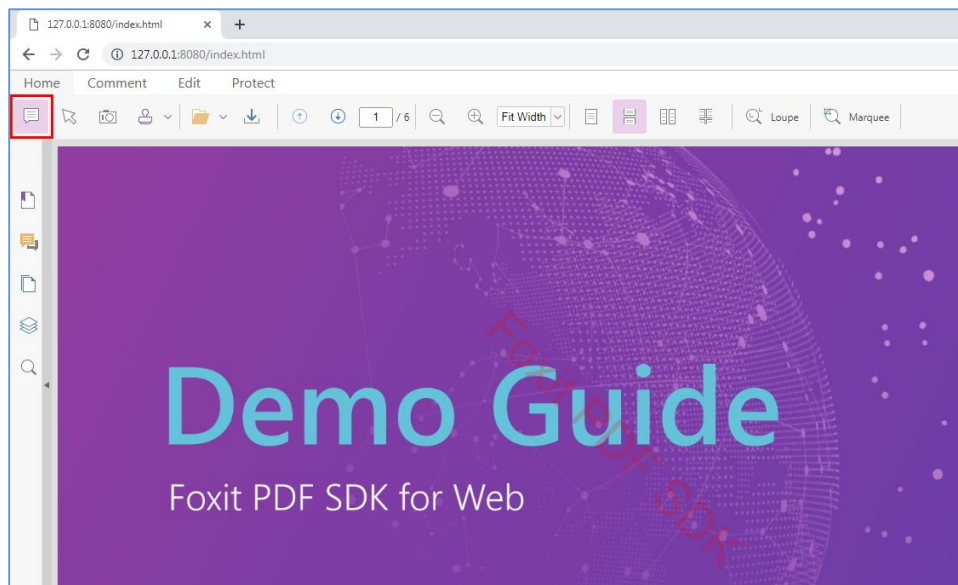 127.0.0.1:8080/index.html
127.0.0.1:8080/index.html
Home Comment Edit Protect
1 / 6 Fit Width Loupe Marquee
Demo Guide
Foxit PDF SDK for Web
Foxit PDF SDK